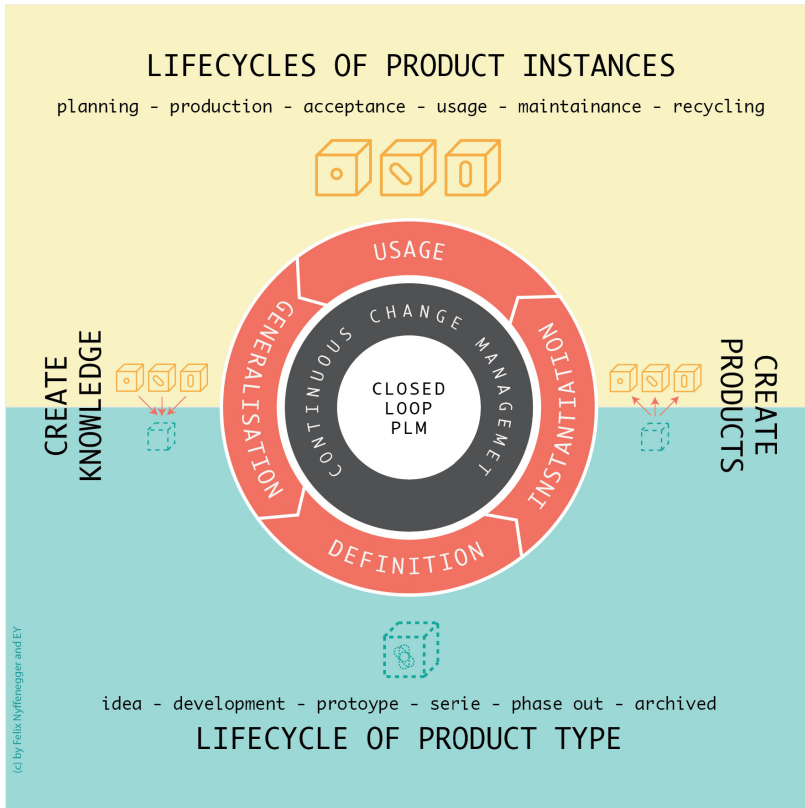 LIFECYCLES OF PRODUCT INSTANCES
planning - production - acceptance - usage - maintainance - recycling
USAGE
GENERALISATION
INSTANTIATION
DEFINITION
CONTINUOUS CHANGE MANAGEMET
CLOSED
LOOP
PLM
CREATE
KNOWLEDGE
CREATE
PRODUCTS
idea - development - protoype - serie - phase out - archived
LIFECYCLE OF PRODUCT TYPE
(c) by Felix Nyffenegger and EY